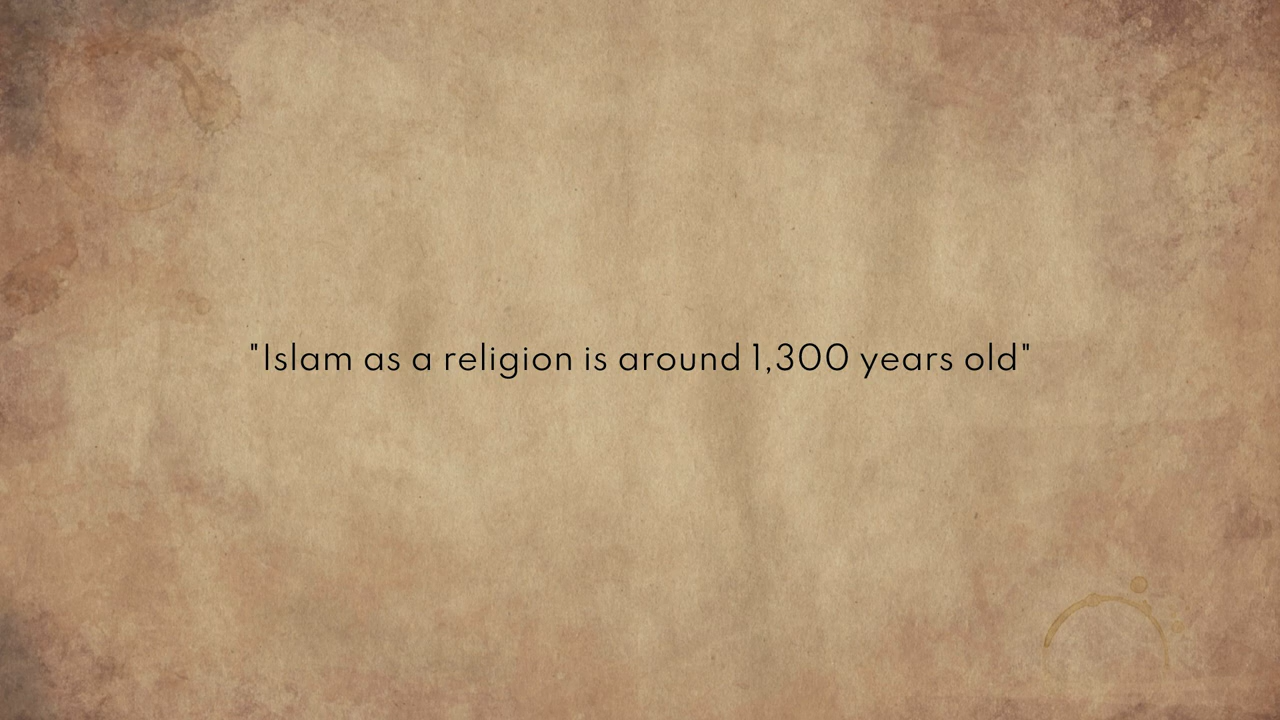 "Islam as a religion is around 1,300 years old"